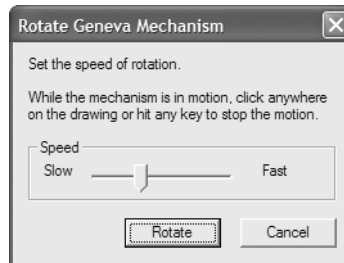 Rotate Geneva Mechanism
Set the speed of rotation.
While the mechanism is in motion, click anywhere
on the drawing or hit any key to stop the motion.
Speed
Slow Fast
Rotate Cancel